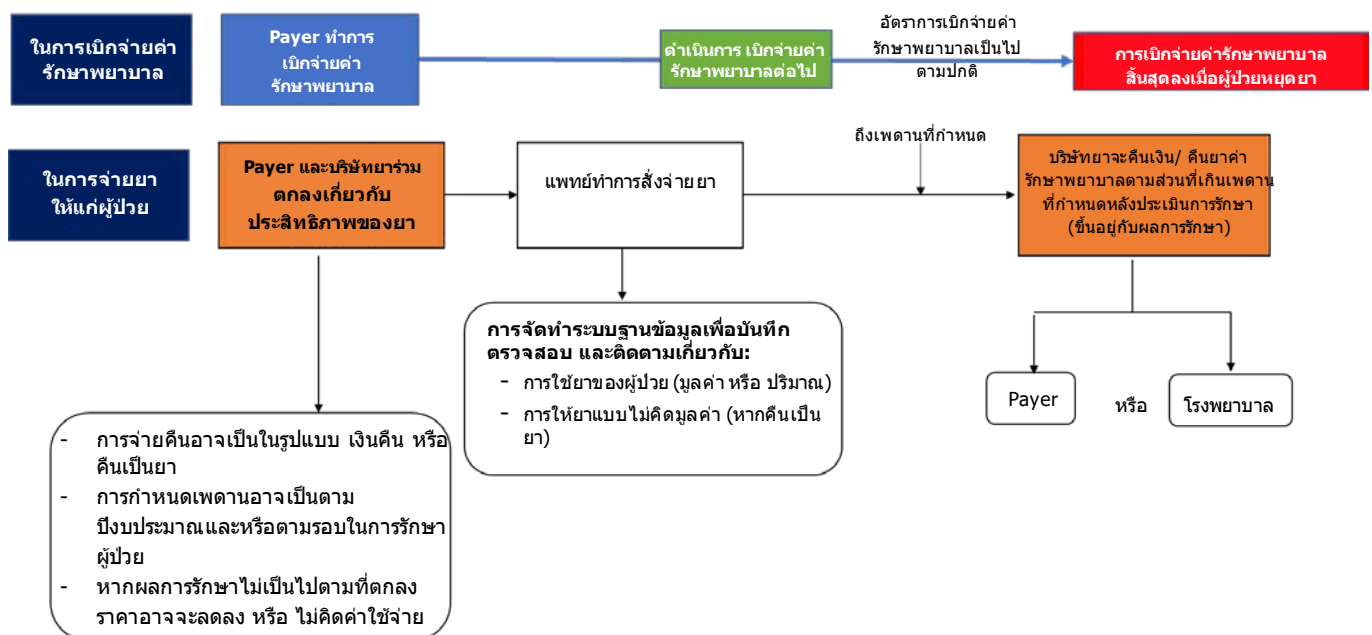 ในการเบิกจ่ายค่า
รักษาพยาบาล
Payer ทำการ
เบิกจ่ายค่า
รักษาพยาบาล
ดำเนินการ เบิกจ่ายค่า
รักษาพยาบาลต่อไป
อัตราการเบิกจ่ายค่า
รักษาพยาบาลเป็นไป
ตามปกติ
การเบิกจ่ายค่ารักษาพยาบาล
สิ้นสุดลงเมื่อผู้ป่วยหยุดยา
ในการจ่ายยา
ให้แก่ผู้ป่วย
Payer และบริษัทยาร่วม
ตกลงเกี่ยวกับ
ประสิทธิภาพของยา
แพทย์ทำการสั่งจ่ายยา
ถึงเพดานที่กำหนด
บริษัทยาจะคืนเงิน/ คืนยาค่า
รักษาพยาบาลตามส่วนที่เกินเพดาน
ที่กำหนดหลังประเมินการรักษา
(ขึ้นอยู่กับผลการรักษา)
การจัดทำระบบฐานข้อมูลเพื่อบันทึก
ตรวจสอบ และติดตามเกี่ยวกับ:
- การใช้ยาของผู้ป่วย (มูลค่า หรือ ปริมาณ)
- การให้ยาแบบไม่คิดมูลค่า (หากคืนเป็น
ยา)
Payer
หรือ
โรงพยาบาล
- การจ่ายคืนอาจเป็นในรูปแบบ เงินคืน หรือ
คืนเป็นยา
- การกำหนดเพดานอาจเป็นตาม
ปีงบประมาณและหรือตามรอบในการรักษา
ผู้ป่วย
- หากผลการรักษาไม่เป็นไปตามที่ตกลง
ราคาอาจจะลดลง หรือ ไม่คิดค่าใช้จ่าย